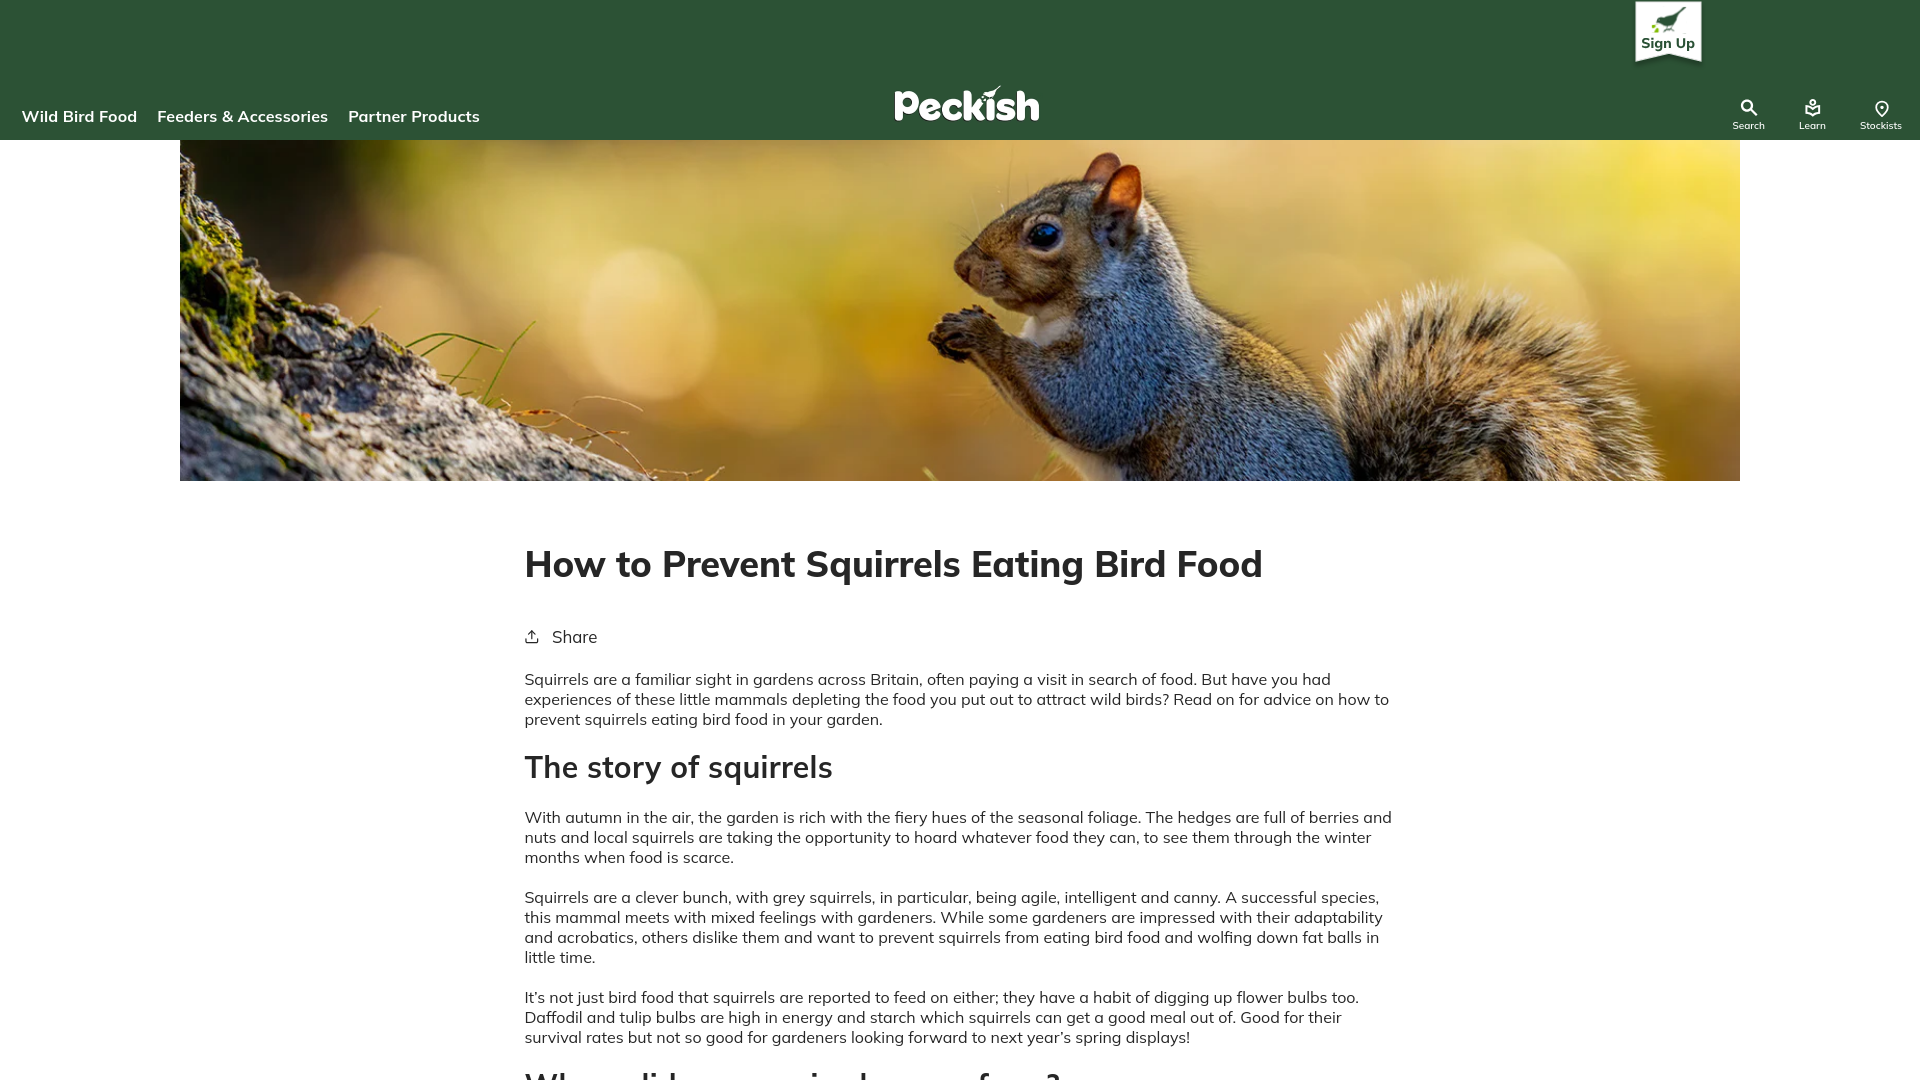 Sign Up
Wild Bird Food
Feeders & Accessories
Partner Products
Peckish
Search
Learn
Stockists
How to Prevent Squirrels Eating Bird Food
Share
Squirrels are a familiar sight in gardens across Britain, often paying a visit in search of food. But have you had
experiences of these little mammals depleting the food you put out to attract wild birds? Read on for advice on how to
prevent squirrels eating bird food in your garden.
The story of squirrels
With autumn in the air, the garden is rich with the fiery hues of the seasonal foliage. The hedges are full of berries and
nuts and local squirrels are taking the opportunity to hoard whatever food they can, to see them through the winter
months when food is scarce.
Squirrels are a clever bunch, with grey squirrels, in particular, being agile, intelligent and canny. A successful species,
this mammal meets with mixed feelings with gardeners. While some gardeners are impressed with their adaptability
and acrobatics, others dislike them and want to prevent squirrels from eating bird food and wolfing down fat balls in
little time.
It’s not just bird food that squirrels are reported to feed on either; they have a habit of digging up flower bulbs too.
Daffodil and tulip bulbs are high in energy and starch which squirrels can get a good meal out of. Good for their
survival rates but not so good for gardeners looking forward to next year’s spring displays!